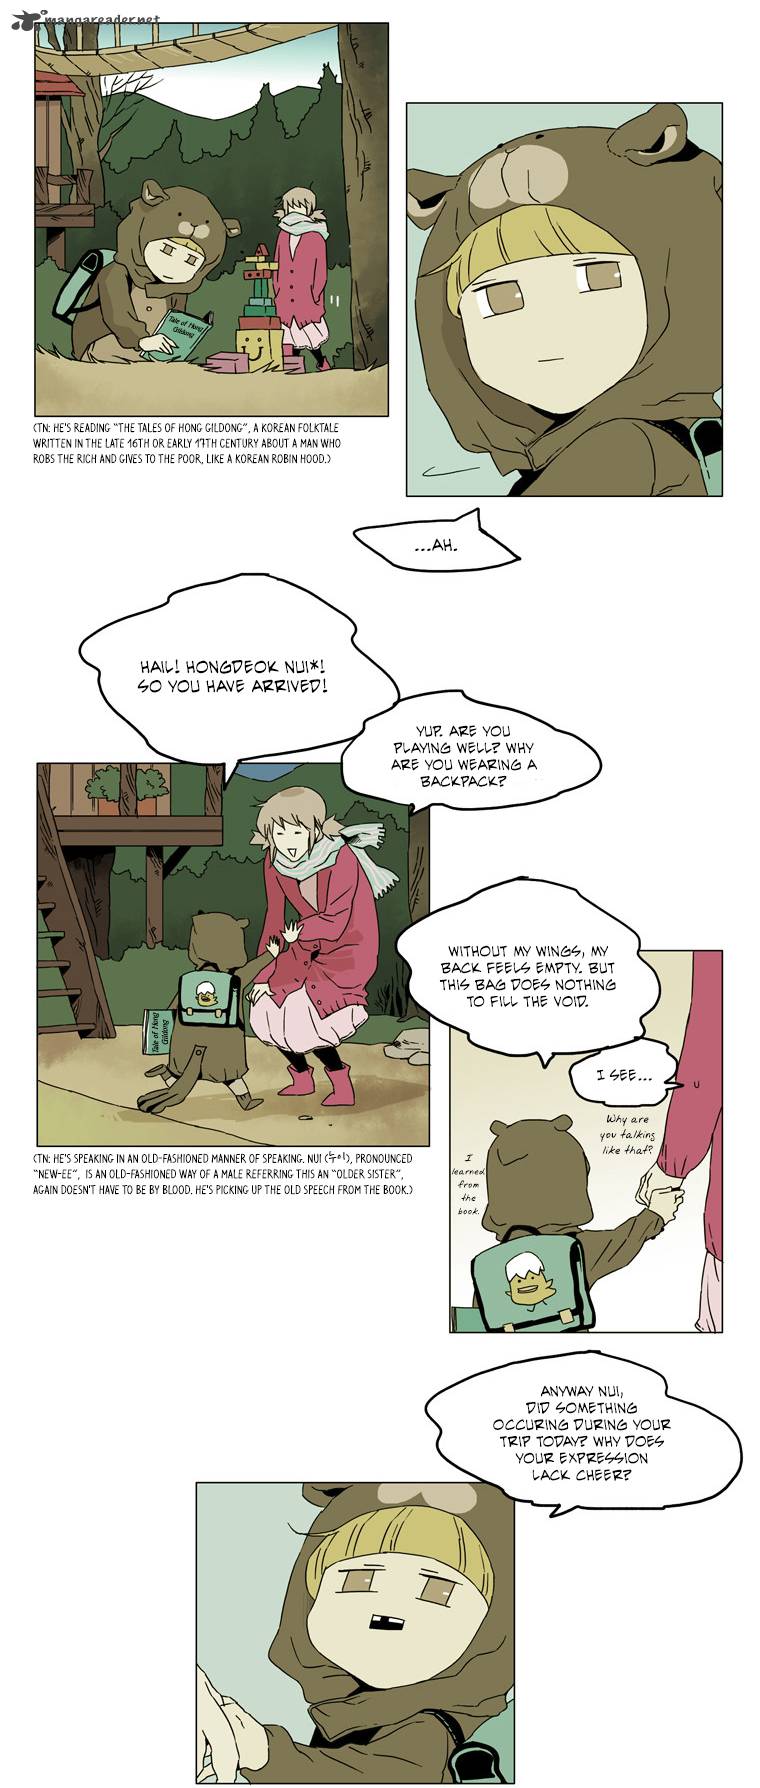 mangareader.net
Tale of Hong
Gildong
(TN: HE'S READING "THE TALES OF HONG GILDONG", A KOREAN FOLKTALE
WRITTEN IN THE LATE 16TH OR EARLY 17TH CENTURY ABOUT A MAN WHO
ROBS THE RICH AND GIVES TO THE POOR, LIKE A KOREAN ROBIN HOOD.)
...AH.
HAIL! HONGDEOK NUI*!
SO YOU HAVE ARRIVED!
YUP. ARE YOU
PLAYING WELL? WHY
ARE YOU WEARING A
BACKPACK?
Tale of Hong
Gildong
(TN: HE'S SPEAKING IN AN OLD-FASHIONED MANNER OF SPEAKING. NUI (누이), PRONOUNCED
"NEW-EE", IS AN OLD-FASHIONED WAY OF A MALE REFERRING THIS AN "OLDER SISTER",
AGAIN DOESN'T HAVE TO BE BY BLOOD. HE'S PICKING UP THE OLD SPEECH FROM THE BOOK.)
WITHOUT MY WINGS, MY
BACK FEELS EMPTY. BUT
THIS BAG DOES NOTHING
TO FILL THE VOID.
I SEE...
Why are
you talking
like that?
I
learned
from
the
book.
ANYWAY NUI,
DID SOMETHING
OCCURING DURING YOUR
TRIP TODAY? WHY DOES
YOUR EXPRESSION
LACK CHEER?